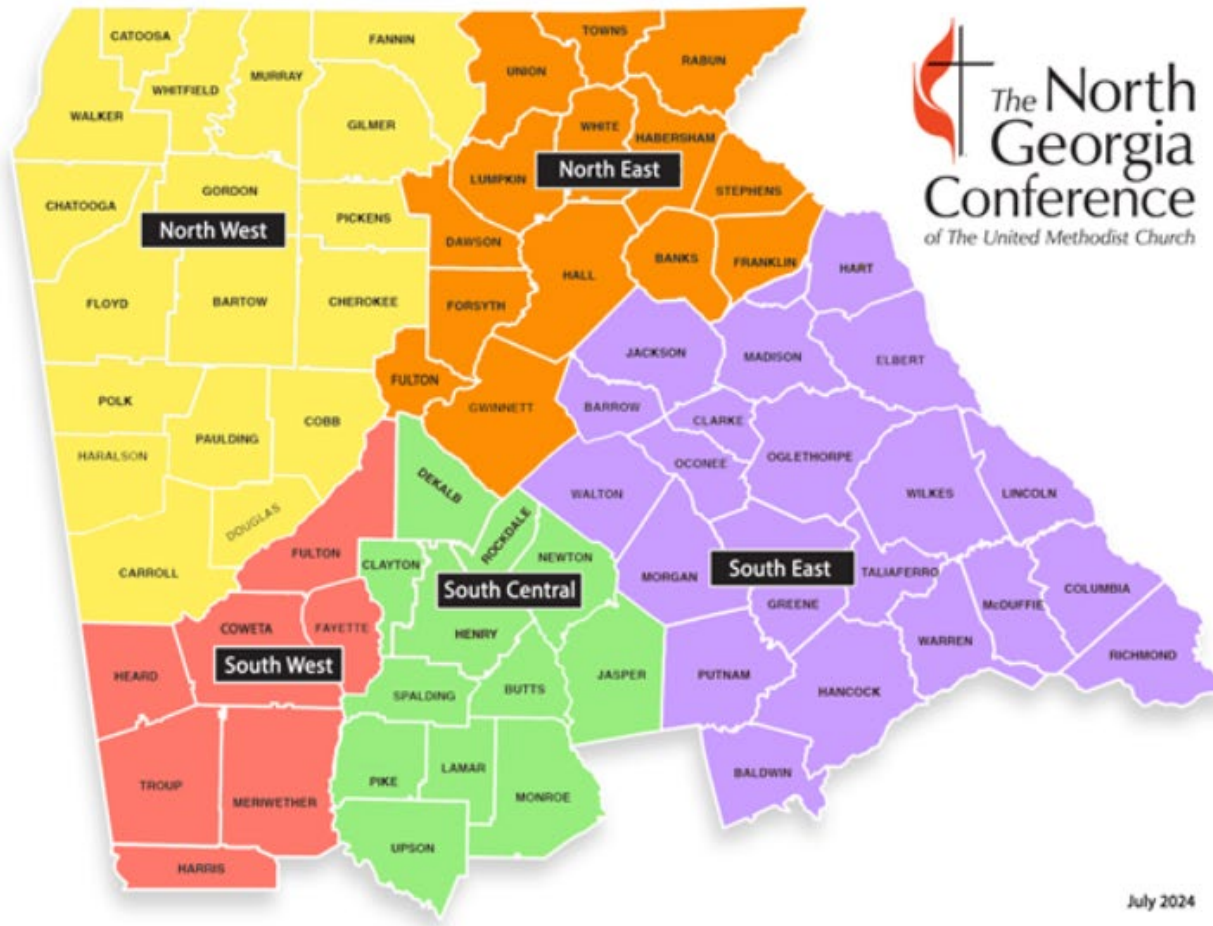 CATOOSA
FANNIN
TOWNS
RABUN
UNION
MURRAY
WHITFIELD
WALKER
GILMER
WHITE
HABERSHAM
North East
LUMPKIN
STEPHENS
GORDON
CHATOOGA
PICKENS
North West
DAWSON
BANKS
FRANKLIN
HALL
HART
FLOYD
BARTOW
CHEROKEE
FORSYTH
JACKSON
MADISON
ELBERT
FULTON
POLK
GWINNETT
BARROW
COBB
CLARKE
PAULDING
HARALSON
OCONEE
OGLETHORPE
DEKALB
WALTON
WILKES
LINCOLN
DOUGLAS
ROCKDALE
FULTON
NEWTON
CLAYTON
CARROLL
South East
MORGAN
TALIAFERRO
South Central
COLUMBIA
GREENE
McDUFFIE
COWETA
FAYETTE
HENRY
WARREN
RICHMOND
South West
HEARD
JASPER
PUTNAM
SPALDING
BUTTS
HANCOCK
LAMAR
BALDWIN
PIKE
TROUP
MONROE
MERIWETHER
UPSON
HARRIS
The North
Georgia
Conference
of The United Methodist Church
July 2024